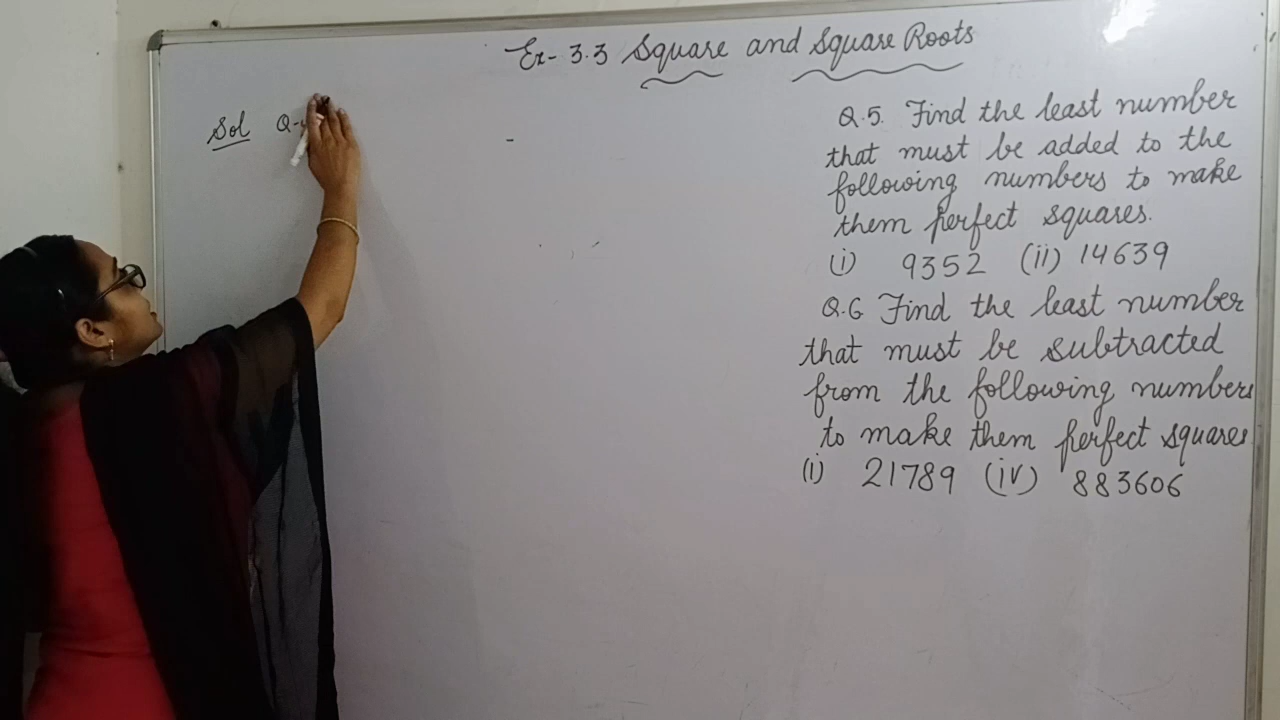 Ex- 3.3 Square and Square Roots
Sol Q-
Q.5. Find the least number
that must be added to the
following numbers to make
them perfect squares.
(i) 9352 (ii) 14639
Q.6 Find the least number
that must be subtracted
from the following numbers
to make them perfect squares
(i) 21789 (iv) 883606